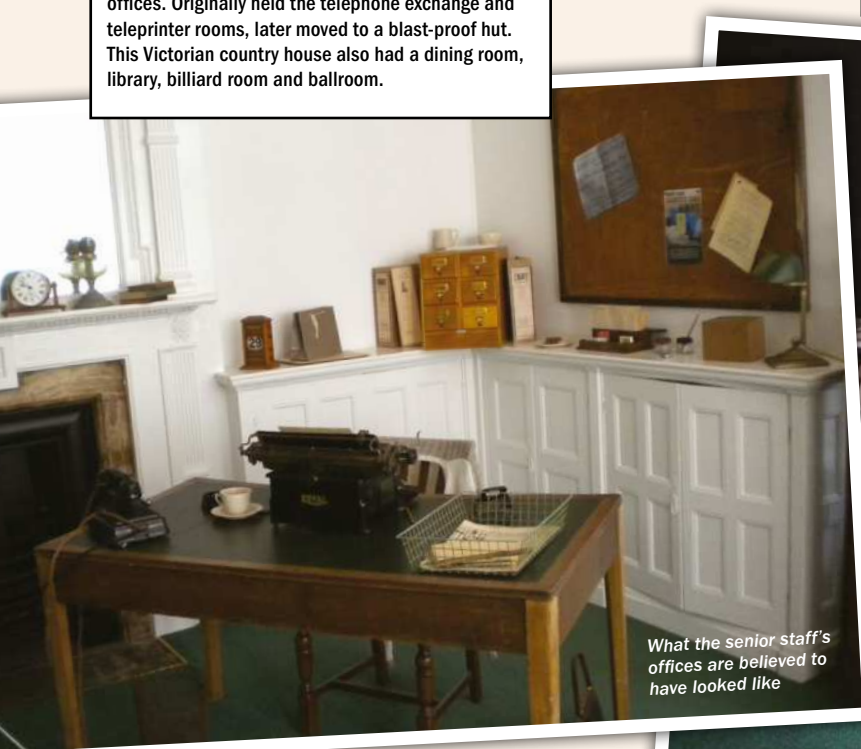 offices. Originally held the telephone exchange and
teleprinter rooms, later moved to a blast-proof hut.
This Victorian country house also had a dining room,
library, billiard room and ballroom.
29
What the senior staff's
offices are believed to
have looked like